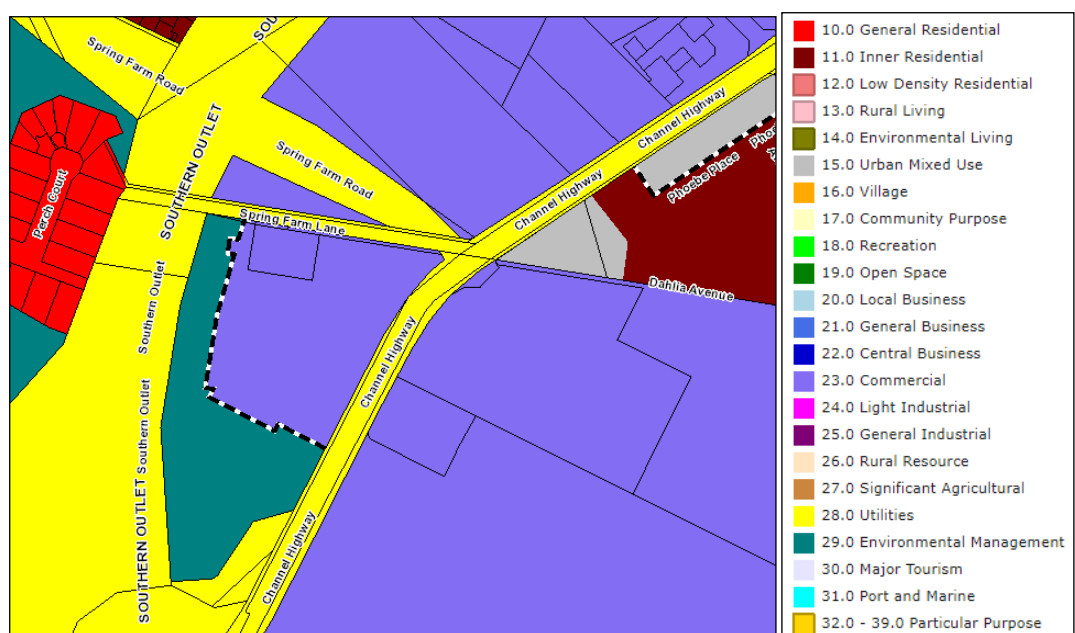 SOU
Spring Farm Road
Channel Highway
Phoe
A
Phoebe Place
SOUTHERN OUTLET
Spring Farm Road
Channel Highway
Perch Court
Spring Farm Lane
Southern Outlet
Dahlia Avenue
Channel Highway
Southern Outlet
Southern Outlet
SOUTHERN OUTLET
Channel Highway
10.0 General Residential
11.0 Inner Residential
12.0 Low Density Residential
13.0 Rural Living
14.0 Environmental Living
15.0 Urban Mixed Use
16.0 Village
17.0 Community Purpose
18.0 Recreation
19.0 Open Space
20.0 Local Business
21.0 General Business
22.0 Central Business
23.0 Commercial
24.0 Light Industrial
25.0 General Industrial
26.0 Rural Resource
27.0 Significant Agricultural
28.0 Utilities
29.0 Environmental Management
30.0 Major Tourism
31.0 Port and Marine
32.0 - 39.0 Particular Purpose